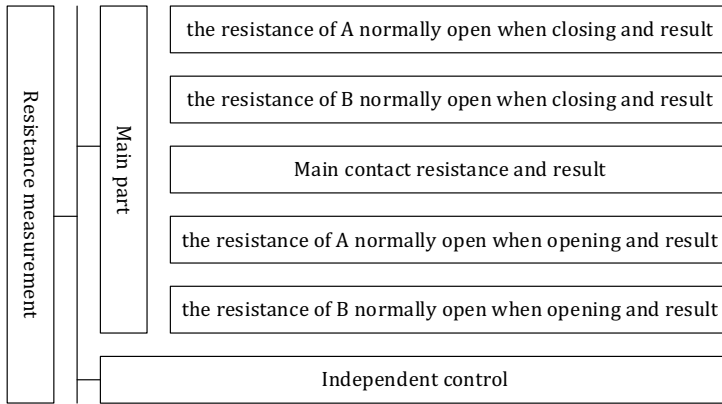 Resistance measurement
Main part
the resistance of A normally open when closing and result
the resistance of B normally open when closing and result
Main contact resistance and result
the resistance of A normally open when opening and result
the resistance of B normally open when opening and result
Independent control